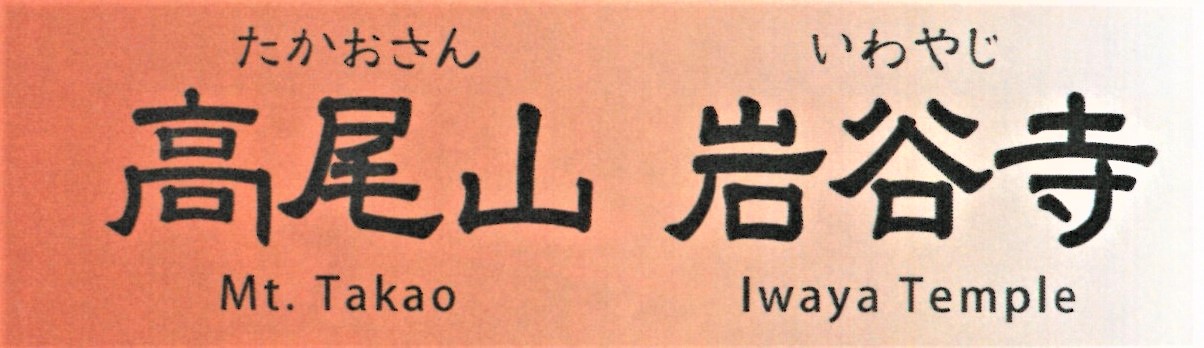 たかおさん いわやじ
高尾山 岩谷寺
Mt. Takao Iwaya Temple